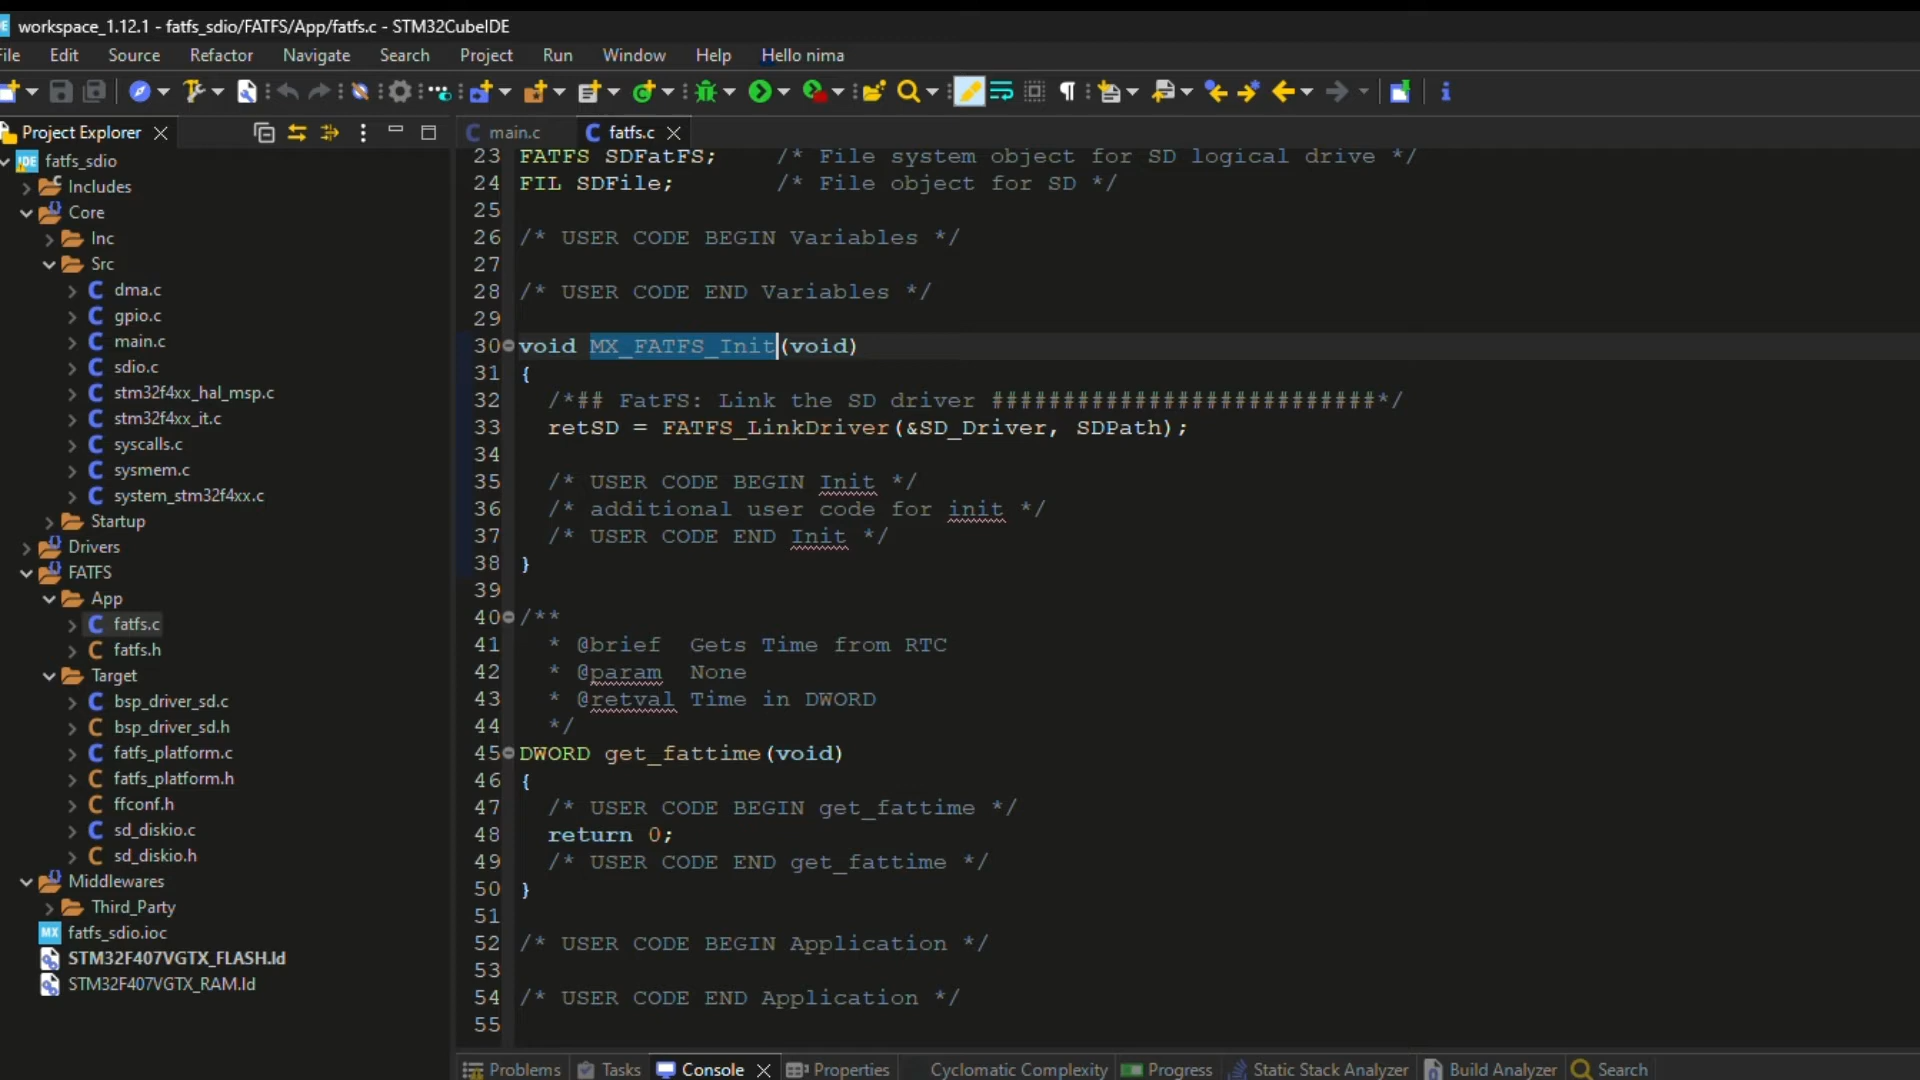 workspace_1.12.1 - fatfs_sdio/FATFS/App/fatfs.c - STM32CubeIDE
File Edit Source Refactor Navigate Search Project Run Window Help Hello nima
Project Explorer
IDE fatfs_sdio
Includes
Core
Inc
Src
dma.c
gpio.c
main.c
sdio.c
stm32f4xx_hal_msp.c
stm32f4xx_it.c
syscalls.c
sysmem.c
system_stm32f4xx.c
Startup
Drivers
FATFS
App
fatfs.c
fatfs.h
Target
bsp_driver_sd.c
bsp_driver_sd.h
fatfs_platform.c
fatfs_platform.h
ffconf.h
sd_diskio.c
sd_diskio.h
Middlewares
Third_Party
MX fatfs_sdio.ioc
STM32F407VGTX_FLASH.ld
STM32F407VGTX_RAM.ld
main.c fatfs.c
23 FATFS SDFatFS; /* File system object for SD logical drive */
24 FIL SDFile; /* File object for SD */
25
26 /* USER CODE BEGIN Variables */
27
28 /* USER CODE END Variables */
29
30 void MX_FATFS_Init(void)
31 {
32 /*## FatFS: Link the SD driver ###########################*/
33 retSD = FATFS_LinkDriver(&SD_Driver, SDPath);
34
35 /* USER CODE BEGIN Init */
36 /* additional user code for init */
37 /* USER CODE END Init */
38 }
39
40 /**
41 * @brief Gets Time from RTC
42 * @param None
43 * @retval Time in DWORD
44 */
45 DWORD get_fattime(void)
46 {
47 /* USER CODE BEGIN get_fattime */
48 return 0;
49 /* USER CODE END get_fattime */
50 }
51
52 /* USER CODE BEGIN Application */
53
54 /* USER CODE END Application */
55
Problems Tasks Console Properties Cyclomatic Complexity Progress Static Stack Analyzer Build Analyzer Search